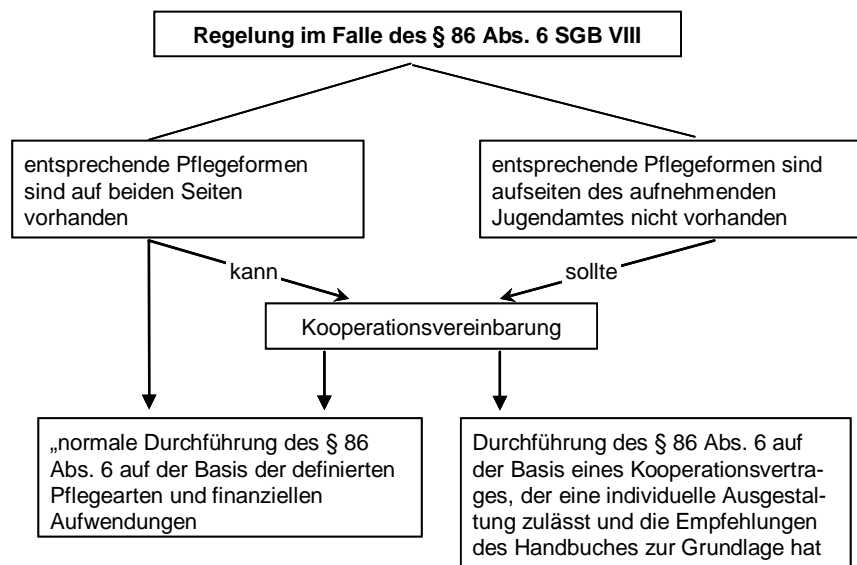 Regelung im Falle des § 86 Abs. 6 SGB VIII
entsprechende Pflegeformen
sind auf beiden Seiten
vorhanden
entsprechende Pflegeformen sind
aufseiten des aufnehmenden
Jugendamtes nicht vorhanden
kann
sollte
Kooperationsvereinbarung
„normale Durchführung des § 86
Abs. 6 auf der Basis der definierten
Pflegearten und finanziellen
Aufwendungen
Durchführung des § 86 Abs. 6 auf
der Basis eines Kooperationsvertra-
ges, der eine individuelle Ausgestal-
tung zulässt und die Empfehlungen
des Handbuches zur Grundlage hat